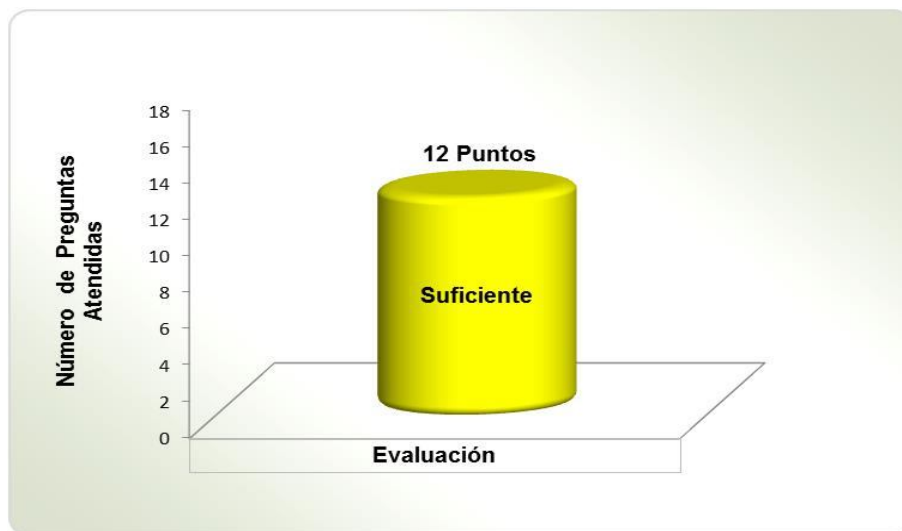 Número de Preguntas
Atendidas
18
16
14
12
10
8
6
4
2
0
12 Puntos
Suficiente
Evaluación